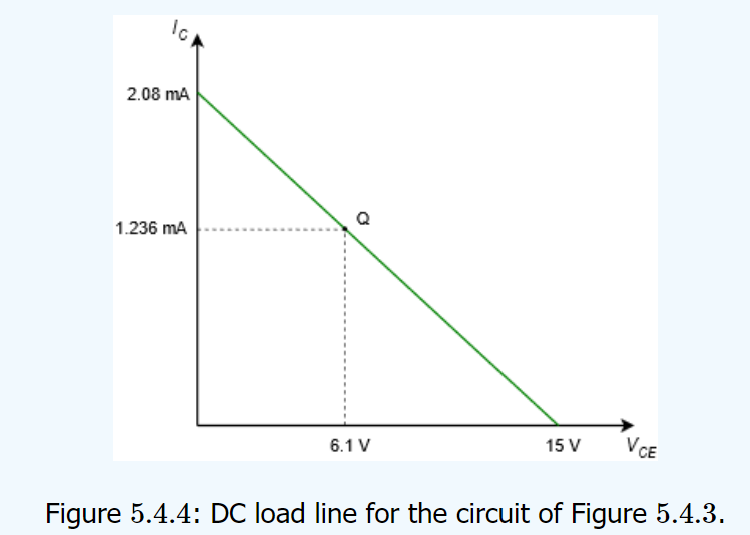 I_C
2.08 mA
Q
1.236 mA
6.1 V
15 V
V_CE
Figure 5.4.4: DC load line for the circuit of Figure 5.4.3.